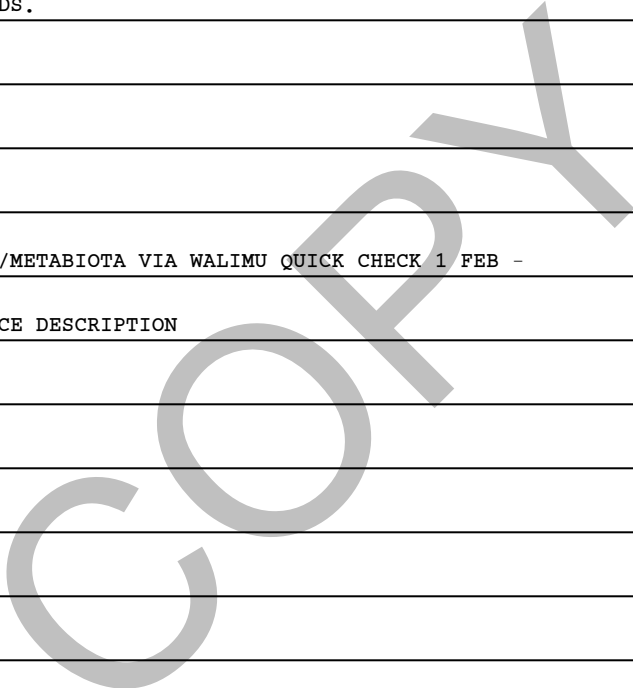 DS.
/METABIOTA VIA WALIMU QUICK CHECK 1 FEB -
CE DESCRIPTION
COPY